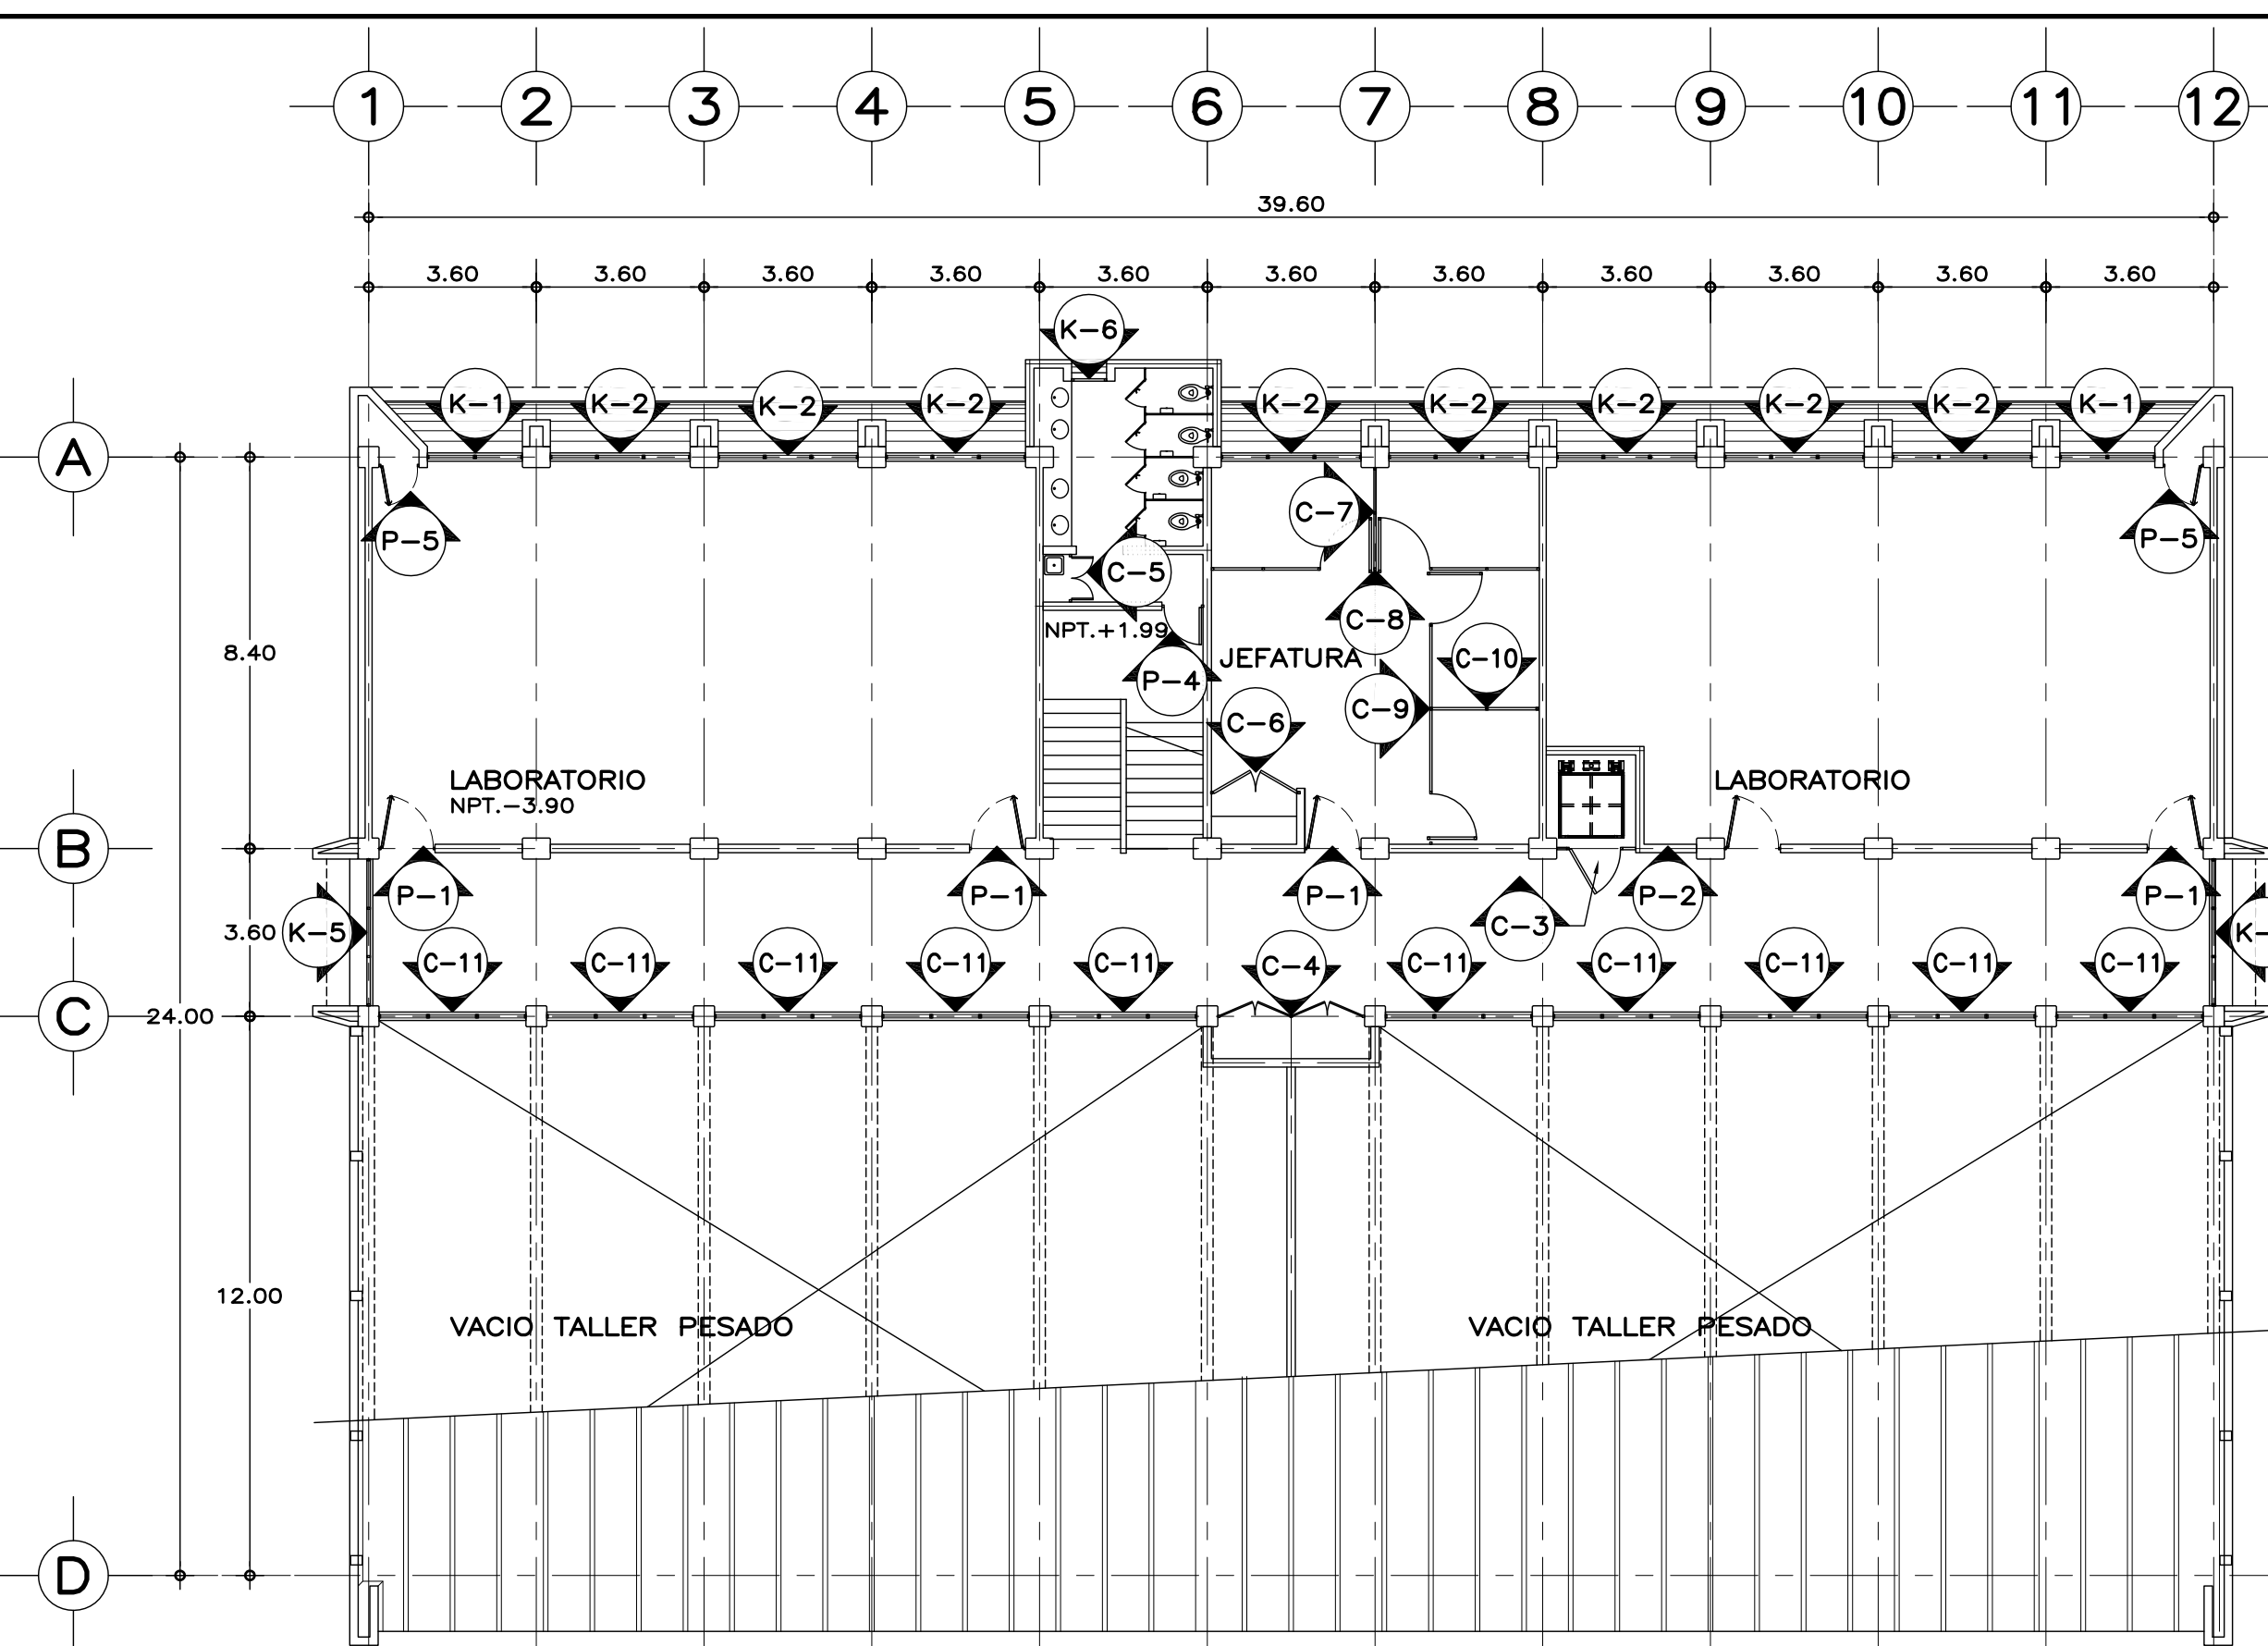 1 2 3 4 5 6 7 8 9 10 11 12
39.60
3.60 3.60 3.60 3.60 3.60 3.60 3.60 3.60 3.60 3.60 3.60
K-6
K-1 K-2 K-2 K-2 K-2 K-2 K-2 K-2 K-2 K-1
A
C-7
P-5 P-5
C-5
C-8
NPT.+1.99
8.40
JEFATURA C-10
P-4
C-9
C-6
LABORATORIO LABORATORIO
NPT.-3.90
B
P-1 P-1 P-1 P-2 P-1
C-3
K-5 3.60 K-
C-11 C-11 C-11 C-11 C-11 C-4 C-11 C-11 C-11 C-11 C-11
C
24.00
12.00
VACIO TALLER PESADO VACIO TALLER PESADO
D